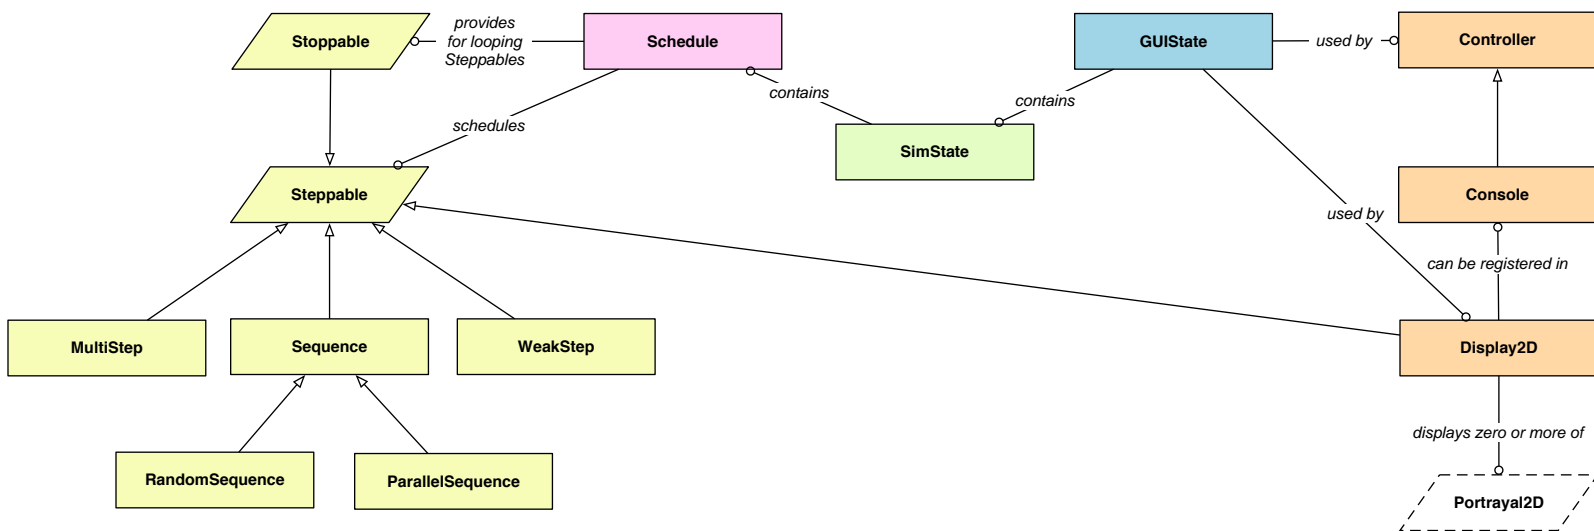 provides
for looping
Steppables
Stoppable
Schedule
GUIState
used by
Controller
contains
contains
schedules
SimState
Steppable
Console
used by
can be registered in
MultiStep
Sequence
WeakStep
Display2D
displays zero or more of
RandomSequence
ParallelSequence
Portrayal2D